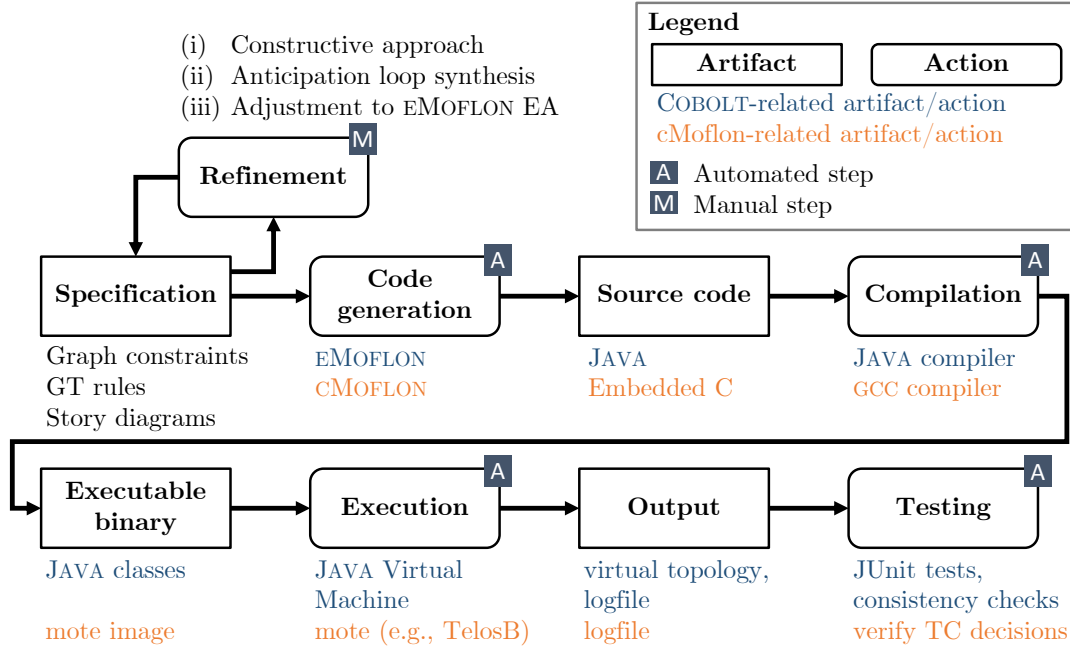 (i) Constructive approach
(ii) Anticipation loop synthesis
(iii) Adjustment to EMOFLON EA
Legend
Artifact
Action
COBOLT-related artifact/action
cMoflon-related artifact/action
A Automated step
M Manual step
M
Refinement
Specification
Graph constraints
GT rules
Story diagrams
A
Code
generation
EMOFLON
CMOFLON
Source code
JAVA
Embedded C
A
Compilation
JAVA compiler
GCC compiler
Executable
binary
JAVA classes
mote image
A
Execution
JAVA Virtual
Machine
mote (e.g., TelosB)
Output
virtual topology,
logfile
logfile
A
Testing
JUnit tests,
consistency checks
verify TC decisions